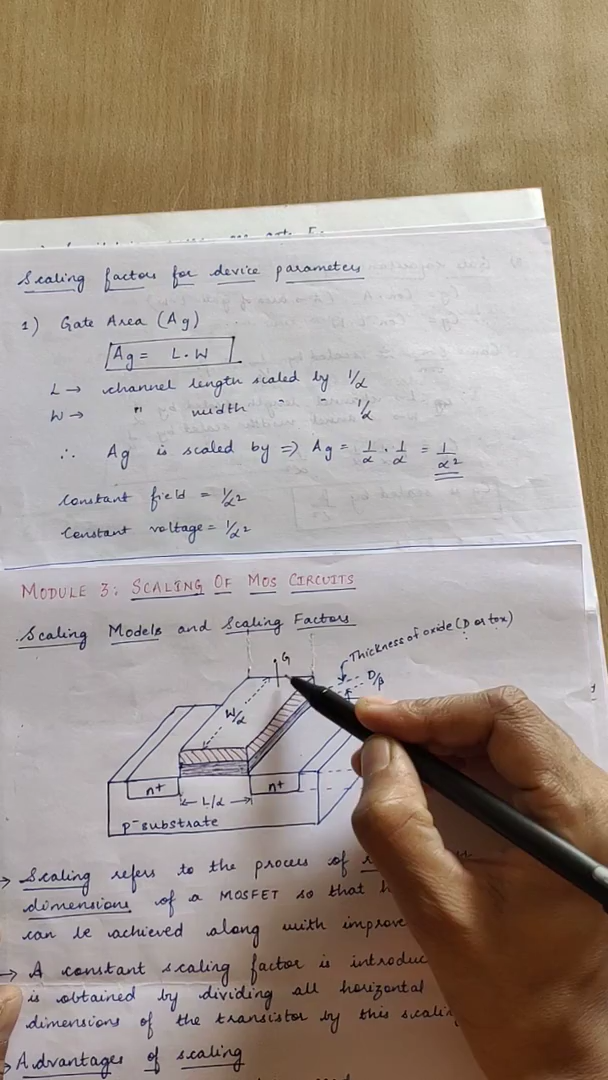 Scaling factors for device parameters
1) Gate Area (Ag)
Ag = L.W
L → channel length scaled by 1/α
W → " width " 1/α
∴ Ag is scaled by ⇒ Ag = 1/α . 1/α = 1/α²
Constant field = 1/α²
Constant voltage = 1/α²
MODULE 3: SCALING OF MOS CIRCUITS
Scaling Models and Scaling Factors
G
Thickness of oxide (D or tox)
D/β
W/α
n+
L/α
n+
p-substrate
→ Scaling refers to the process of
dimensions of a MOSFET so that
can be achieved along with improve
→ A constant scaling factor is introduc
is obtained by dividing all horizontal
dimensions of the transistor by this scaling
→ Advantages of scaling